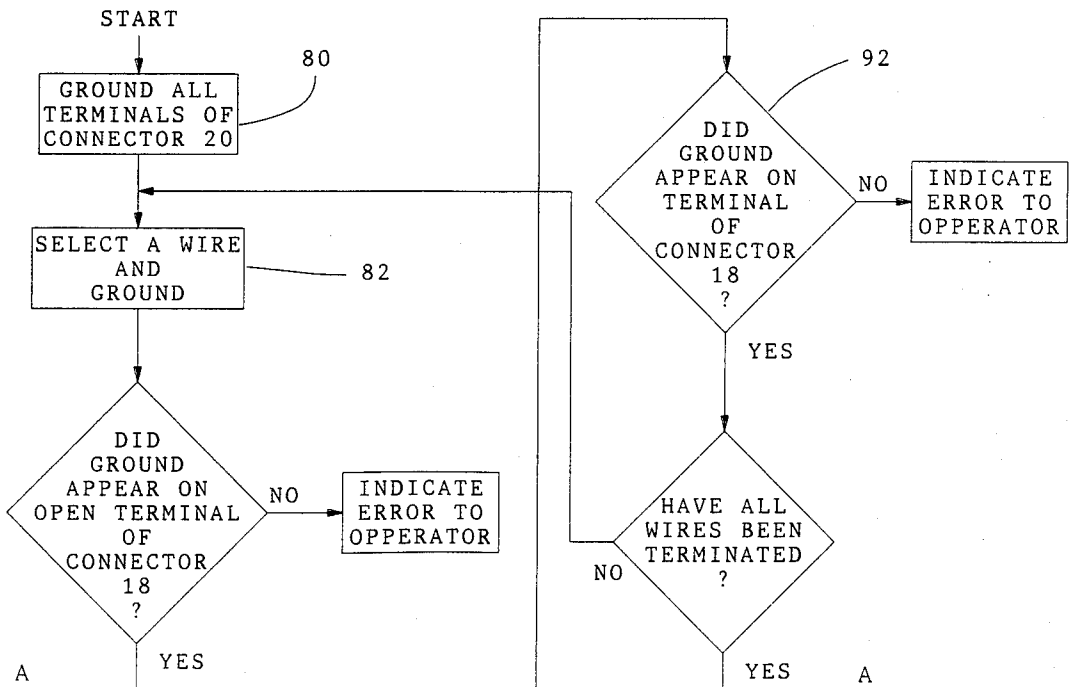 START
80
GROUND ALL
TERMINALS OF
CONNECTOR 20
SELECT A WIRE
AND
GROUND
82
DID
GROUND
APPEAR ON
OPEN TERMINAL
OF
CONNECTOR
18
?
NO
INDICATE
ERROR TO
OPPERATOR
YES
A
92
DID
GROUND
APPEAR ON
TERMINAL
OF
CONNECTOR
18
?
NO
INDICATE
ERROR TO
OPPERATOR
YES
HAVE ALL
WIRES BEEN
TERMINATED
?
NO
YES
A